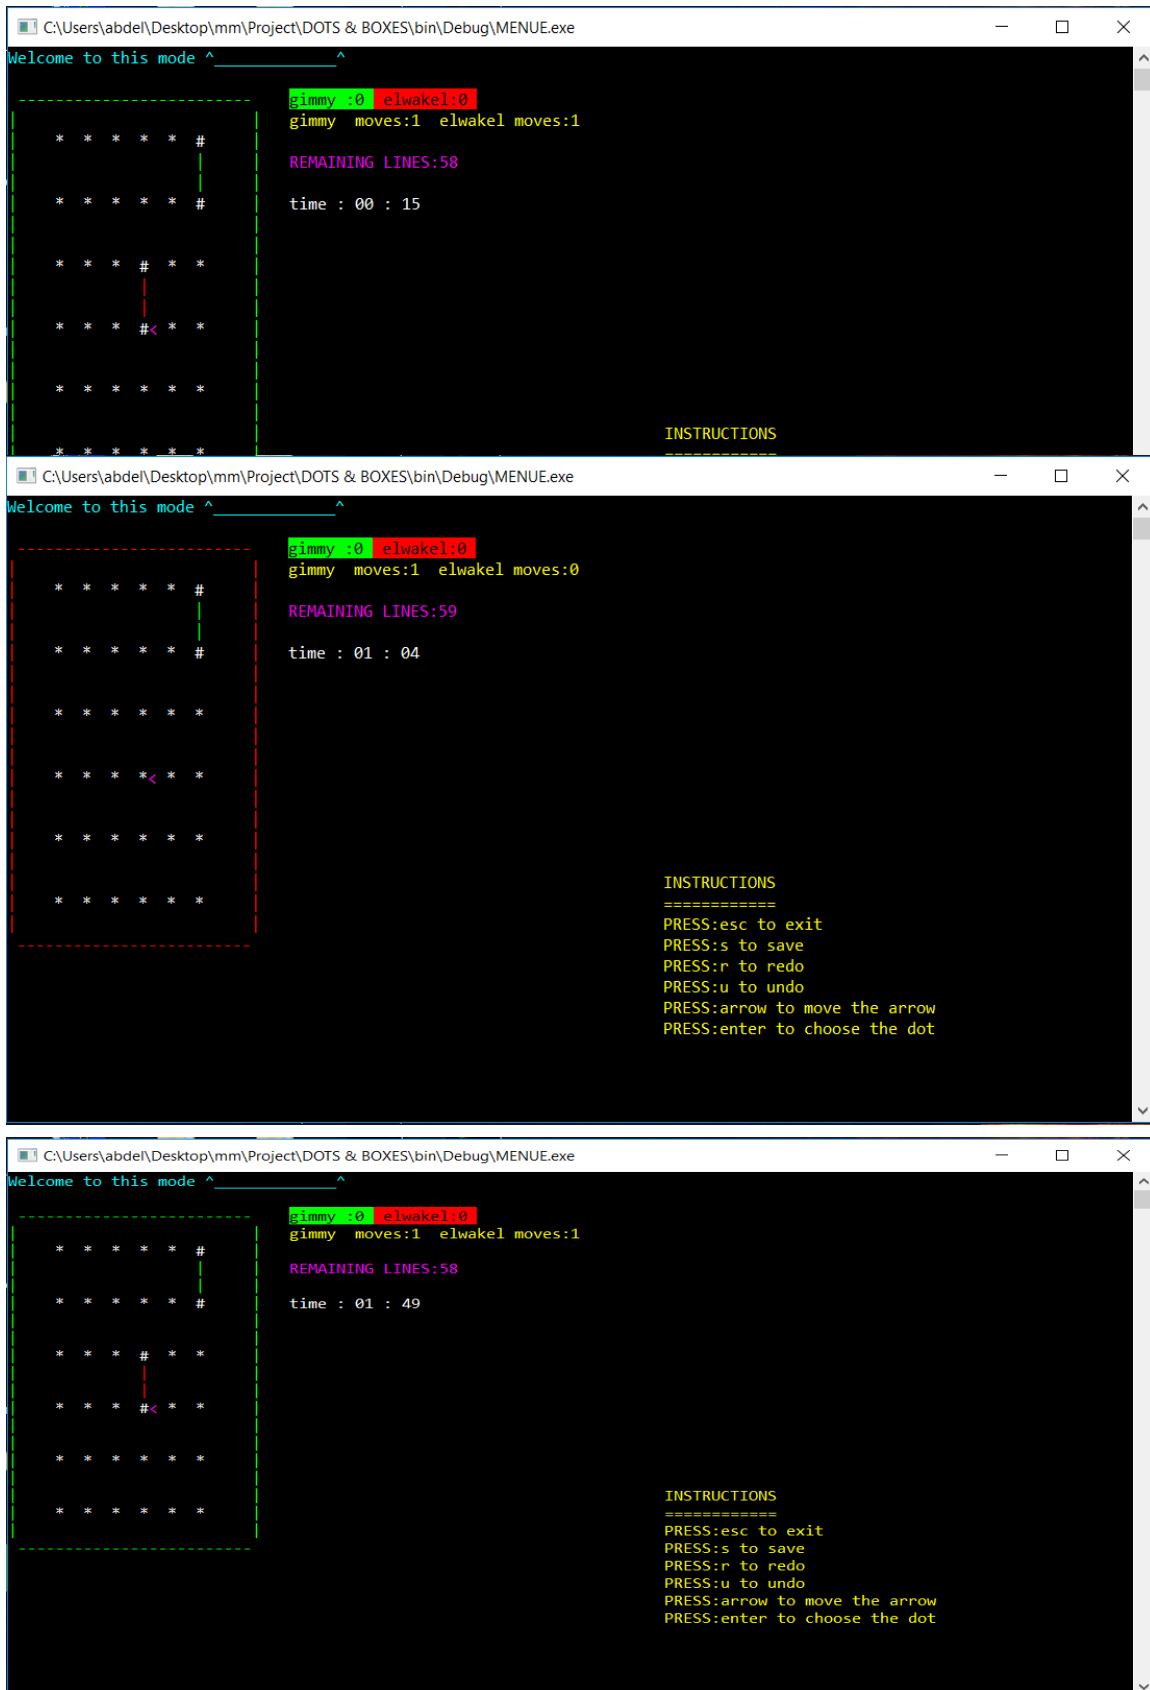 C:\Users\abdel\Desktop\mm\Project\DOTS & BOXES\bin\Debug\MENUE.exe
Welcome to this mode ^_____________^
gimmy :0 elwakel:0
gimmy moves:1 elwakel moves:1
* * * * * #
REMAINING LINES:58
* * * * * #
time : 00 : 15
* * * # * *
* * * #< * *
* * * * * *
INSTRUCTIONS
* * * * * *
============
C:\Users\abdel\Desktop\mm\Project\DOTS & BOXES\bin\Debug\MENUE.exe
Welcome to this mode ^_____________^
gimmy :0 elwakel:0
gimmy moves:1 elwakel moves:0
* * * * * #
REMAINING LINES:59
* * * * * #
time : 01 : 04
* * * * * *
* * * *< * *
* * * * * *
INSTRUCTIONS
* * * * * *
============
PRESS:esc to exit
PRESS:s to save
PRESS:r to redo
PRESS:u to undo
PRESS:arrow to move the arrow
PRESS:enter to choose the dot
C:\Users\abdel\Desktop\mm\Project\DOTS & BOXES\bin\Debug\MENUE.exe
Welcome to this mode ^_____________^
gimmy :0 elwakel:0
gimmy moves:1 elwakel moves:1
* * * * * #
REMAINING LINES:58
* * * * * #
time : 01 : 49
* * * # * *
* * * #< * *
* * * * * *
INSTRUCTIONS
* * * * * *
============
PRESS:esc to exit
PRESS:s to save
PRESS:r to redo
PRESS:u to undo
PRESS:arrow to move the arrow
PRESS:enter to choose the dot